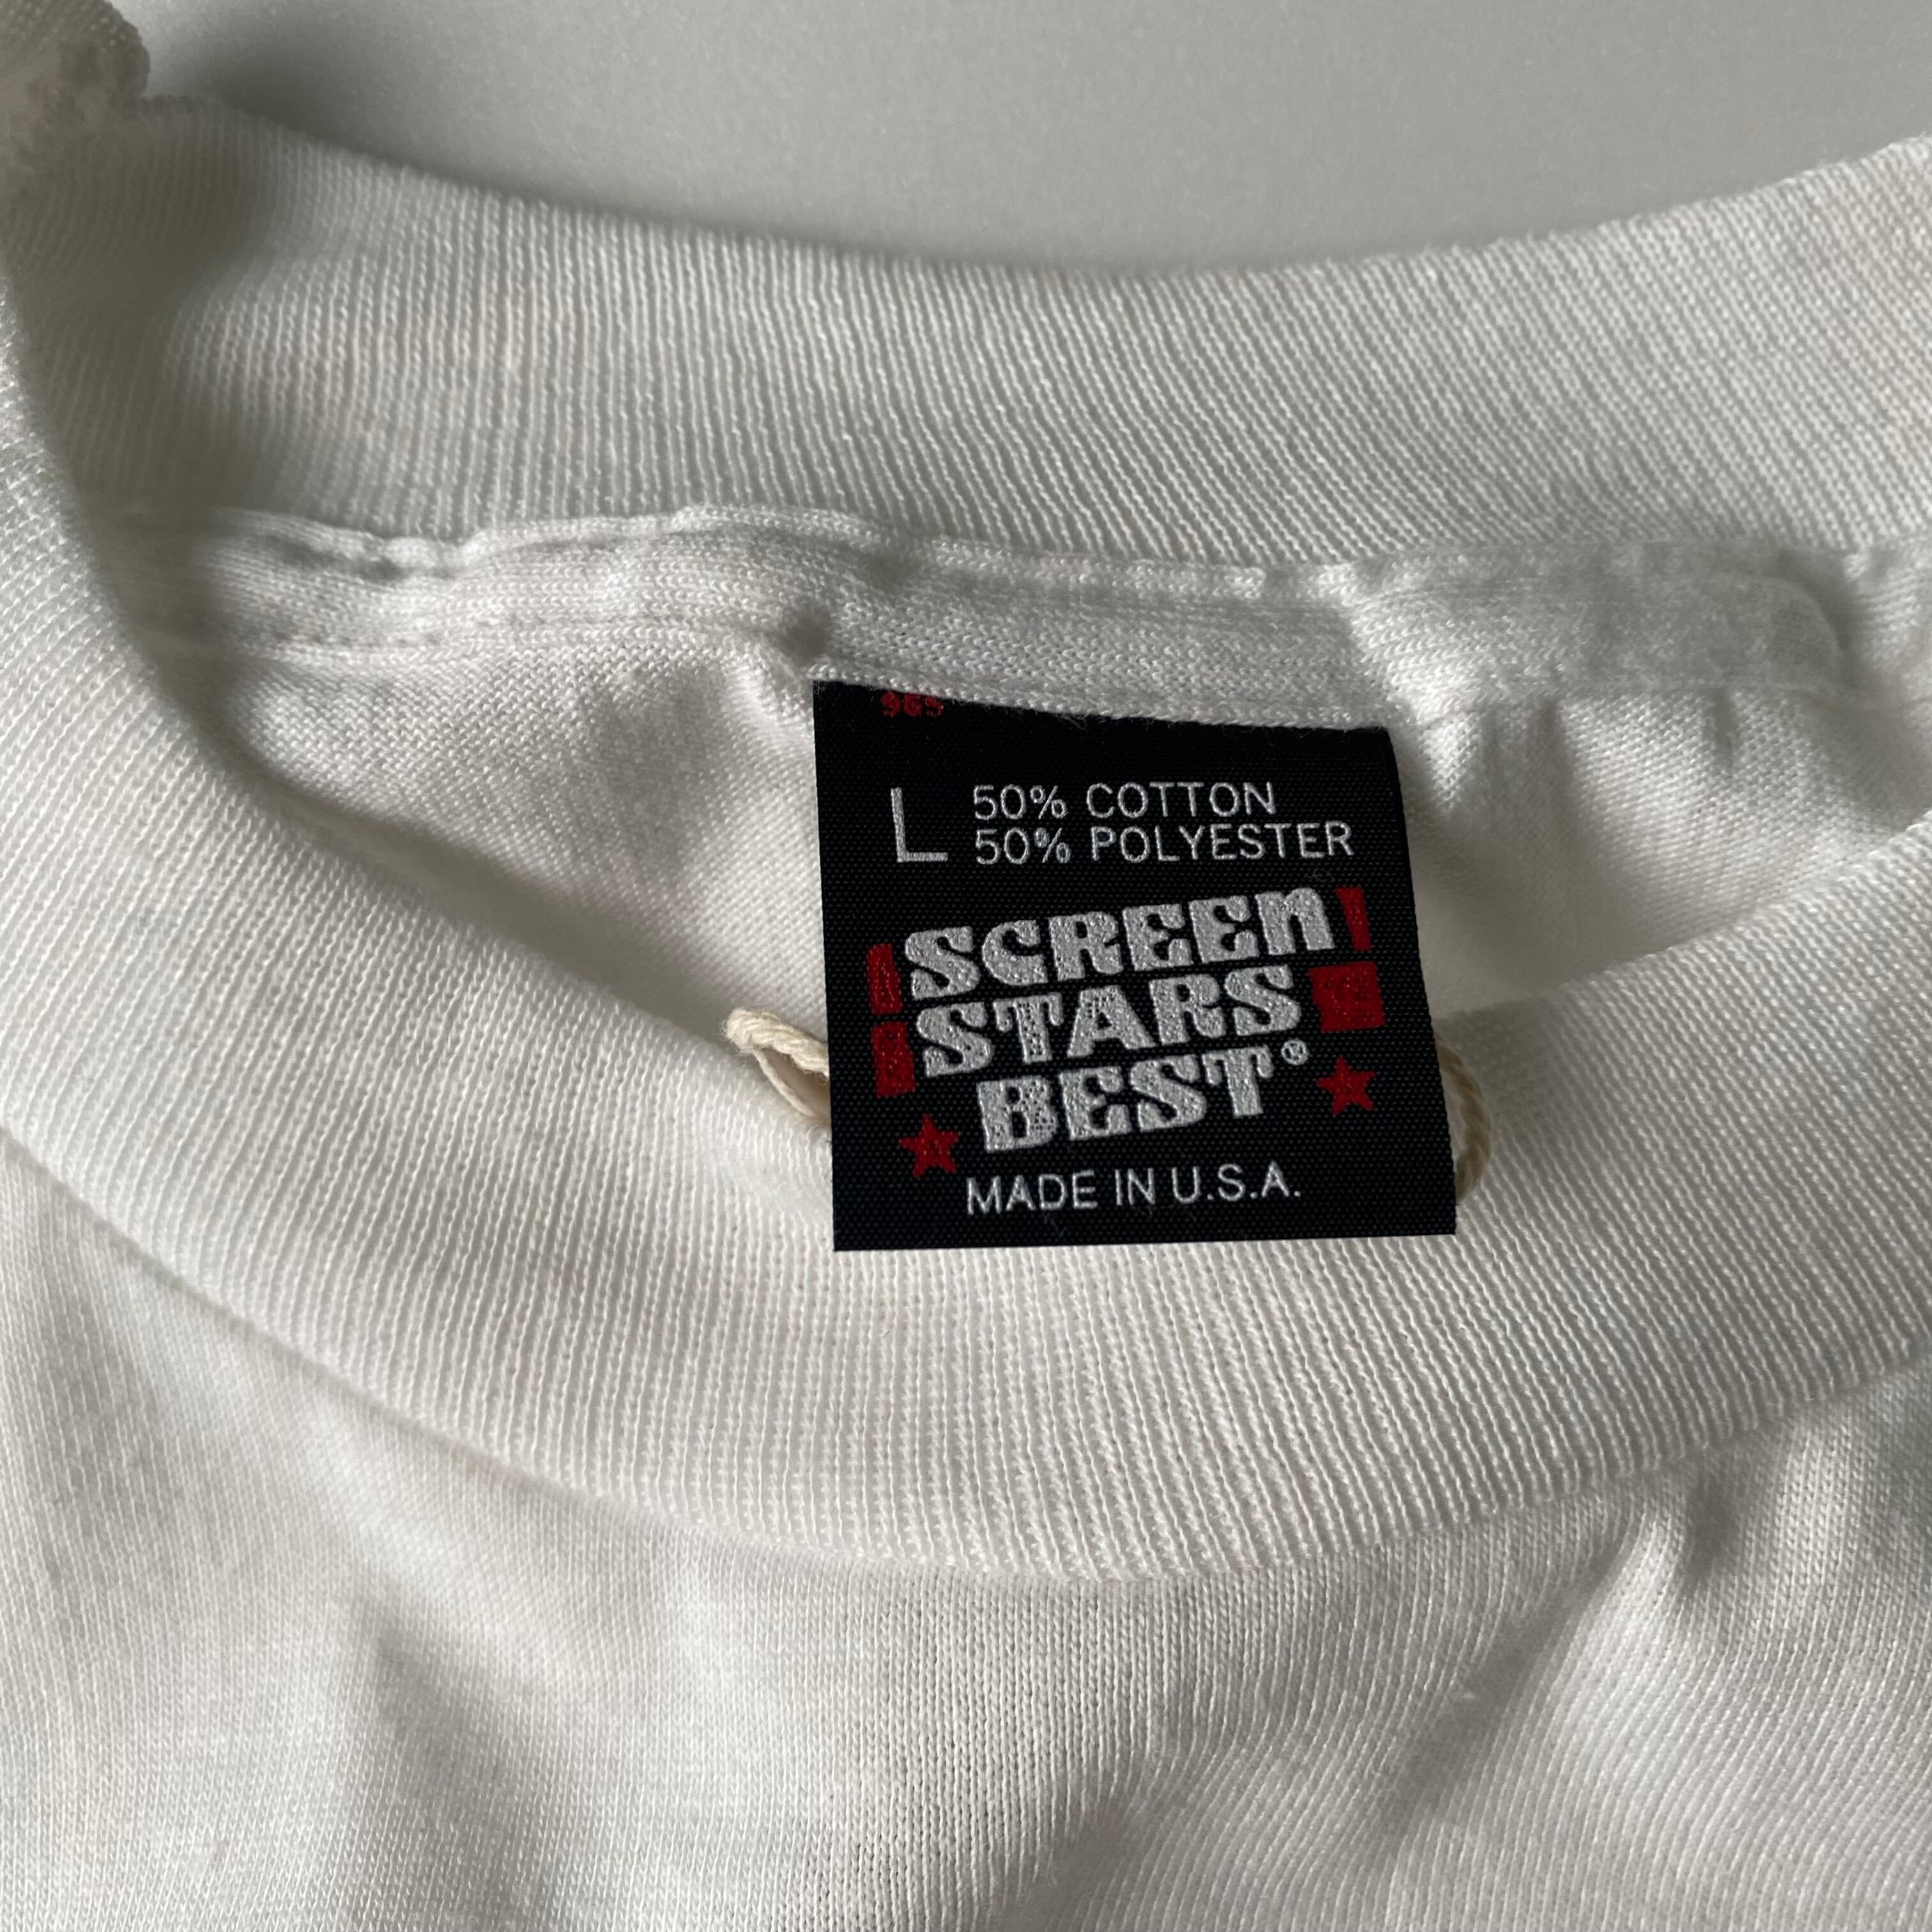 L 50% COTTON
50% POLYESTER
SCREEN
STARS
BEST®
MADE IN U.S.A.